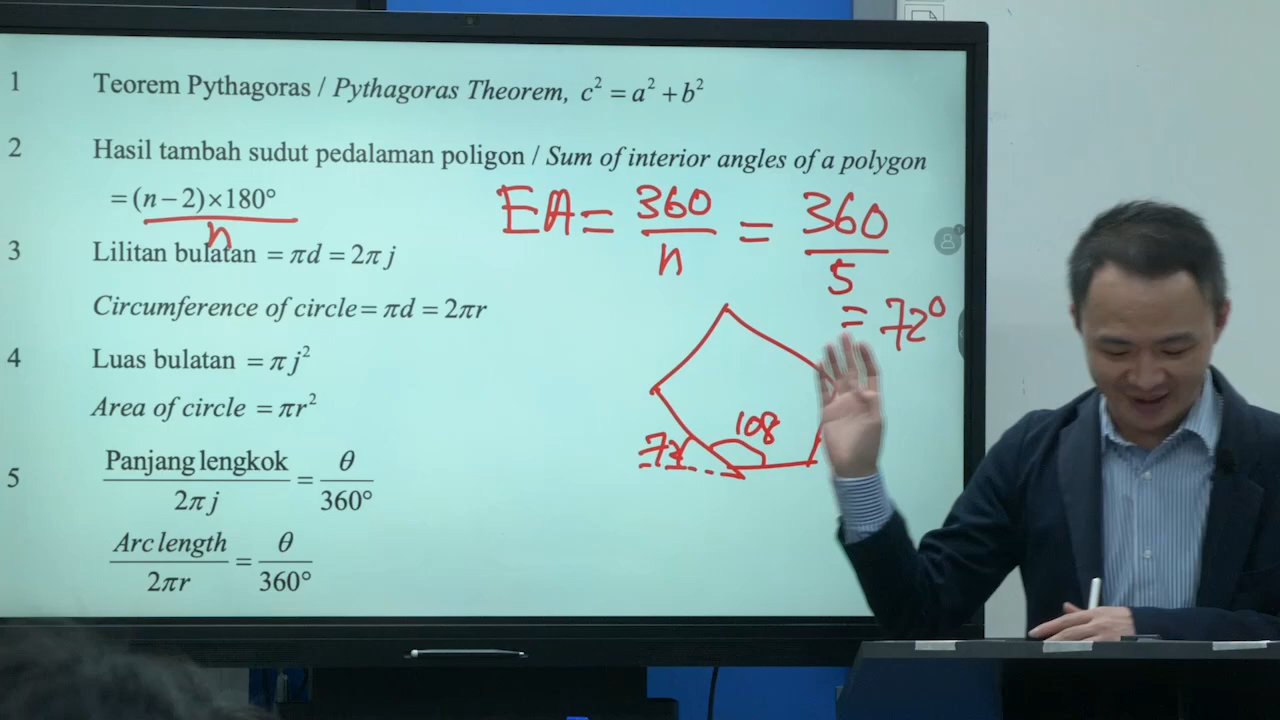 1 Teorem Pythagoras / Pythagoras Theorem, c² = a² + b²
2 Hasil tambah sudut pedalaman poligon / Sum of interior angles of a polygon
= (n − 2) × 180°
n
EA = 360/n = 360/5
= 72°
3 Lilitan bulatan = πd = 2πj
Circumference of circle = πd = 2πr
4 Luas bulatan = πj²
Area of circle = πr²
108
72
5 Panjang lengkok/2πj = θ/360°
Arc length/2πr = θ/360°